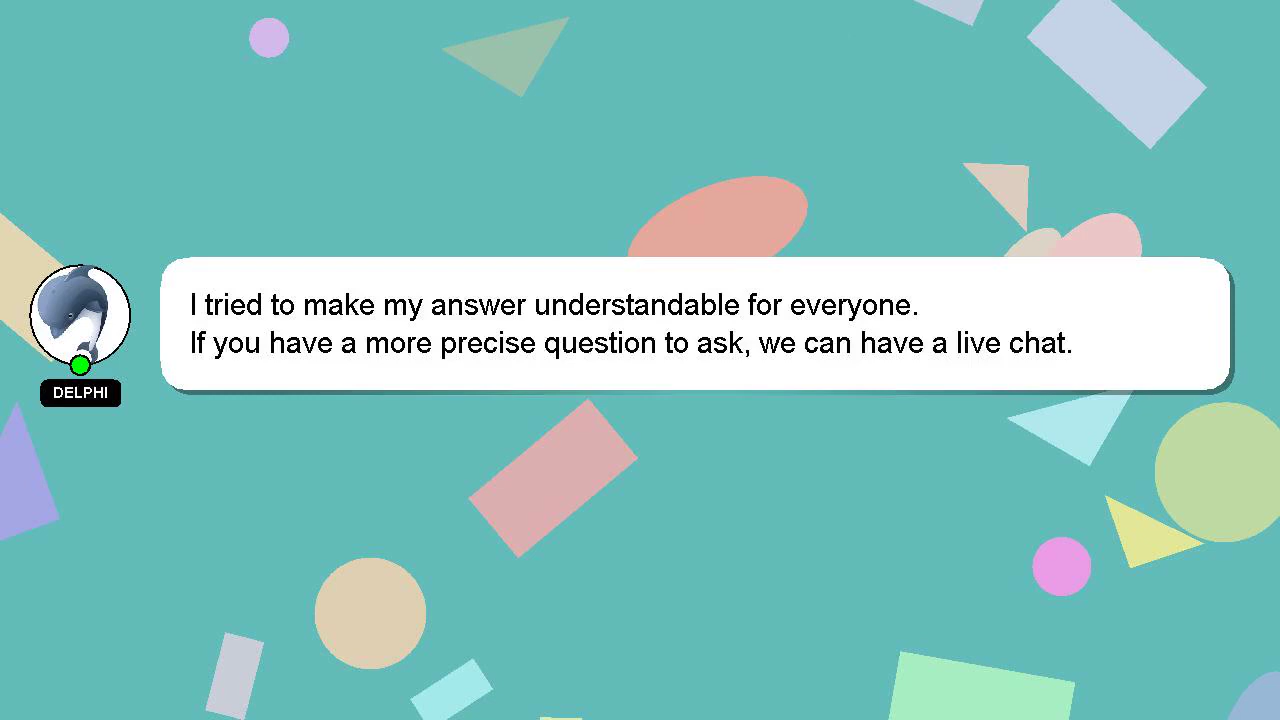 I tried to make my answer understandable for everyone.
If you have a more precise question to ask, we can have a live chat.
DELPHI